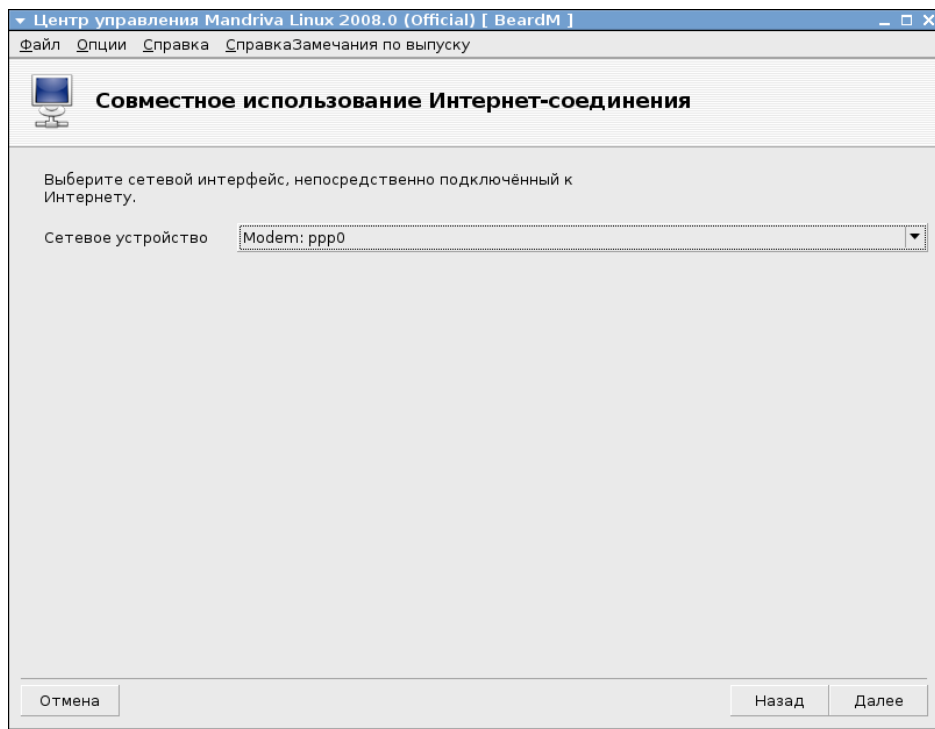 Центр управления Mandriva Linux 2008.0 (Official) [ BeardM ]
Файл Опции Справка СправкаЗамечания по выпуску
Совместное использование Интернет-соединения
Выберите сетевой интерфейс, непосредственно подключённый к
Интернету.
Сетевое устройство Modem: ppp0
Отмена Назад Далее